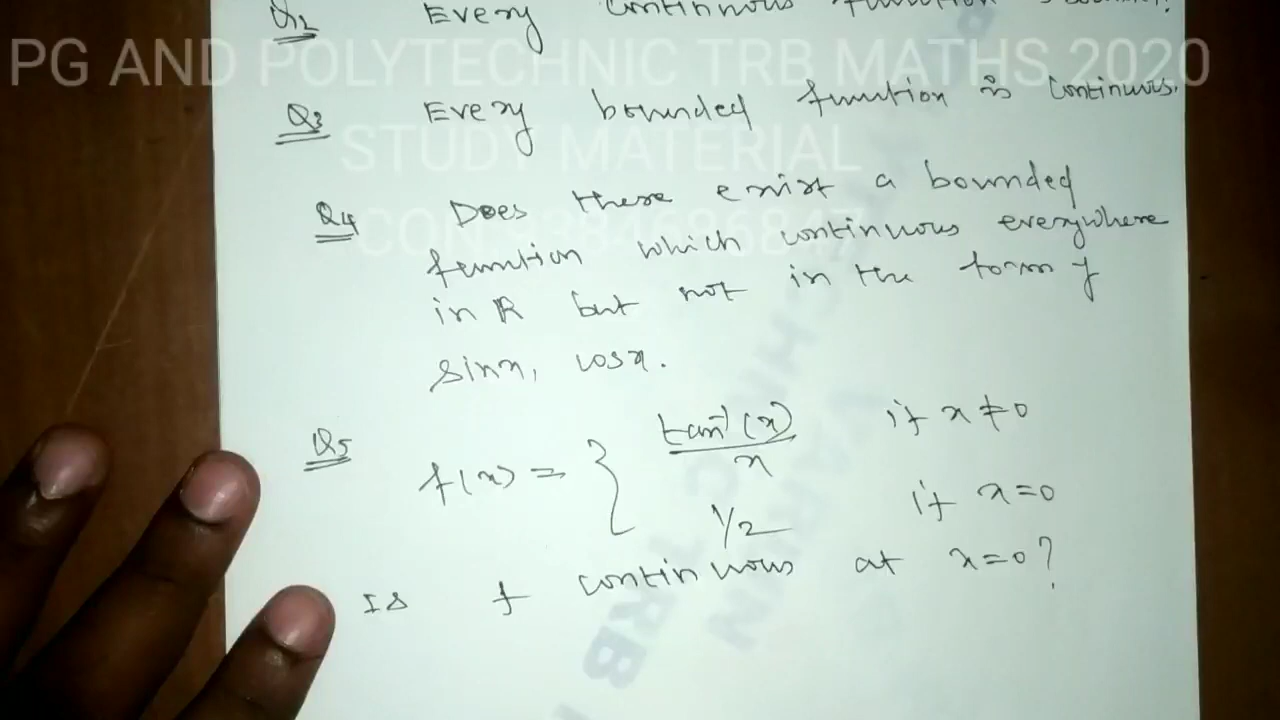 Q2 Every continuous function
PG AND POLYTECHNIC TRB MATHS 2020
Q3 Every bounded function is continuous.
STUDY MATERIAL
Q4 Does there exist a bounded
function which continuous everywhere
in R but not in the form of
sinx, cosx.
Q5 f(x) = { tan⁻¹(x)/x if x ≠ 0
1/2 if x=0
Is f continuous at x=0?
TRB